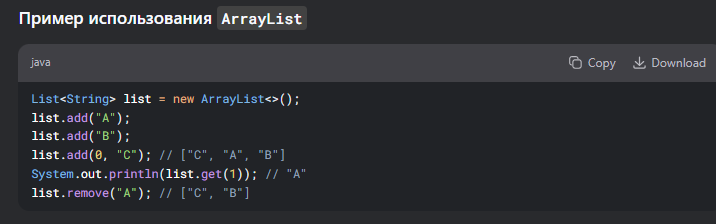 Пример использования ArrayList
java
Copy
Download
List<String> list = new ArrayList<>();
list.add("A");
list.add("B");
list.add(0, "C"); // ["C", "A", "B"]
System.out.println(list.get(1)); // "A"
list.remove("A"); // ["C", "B"]